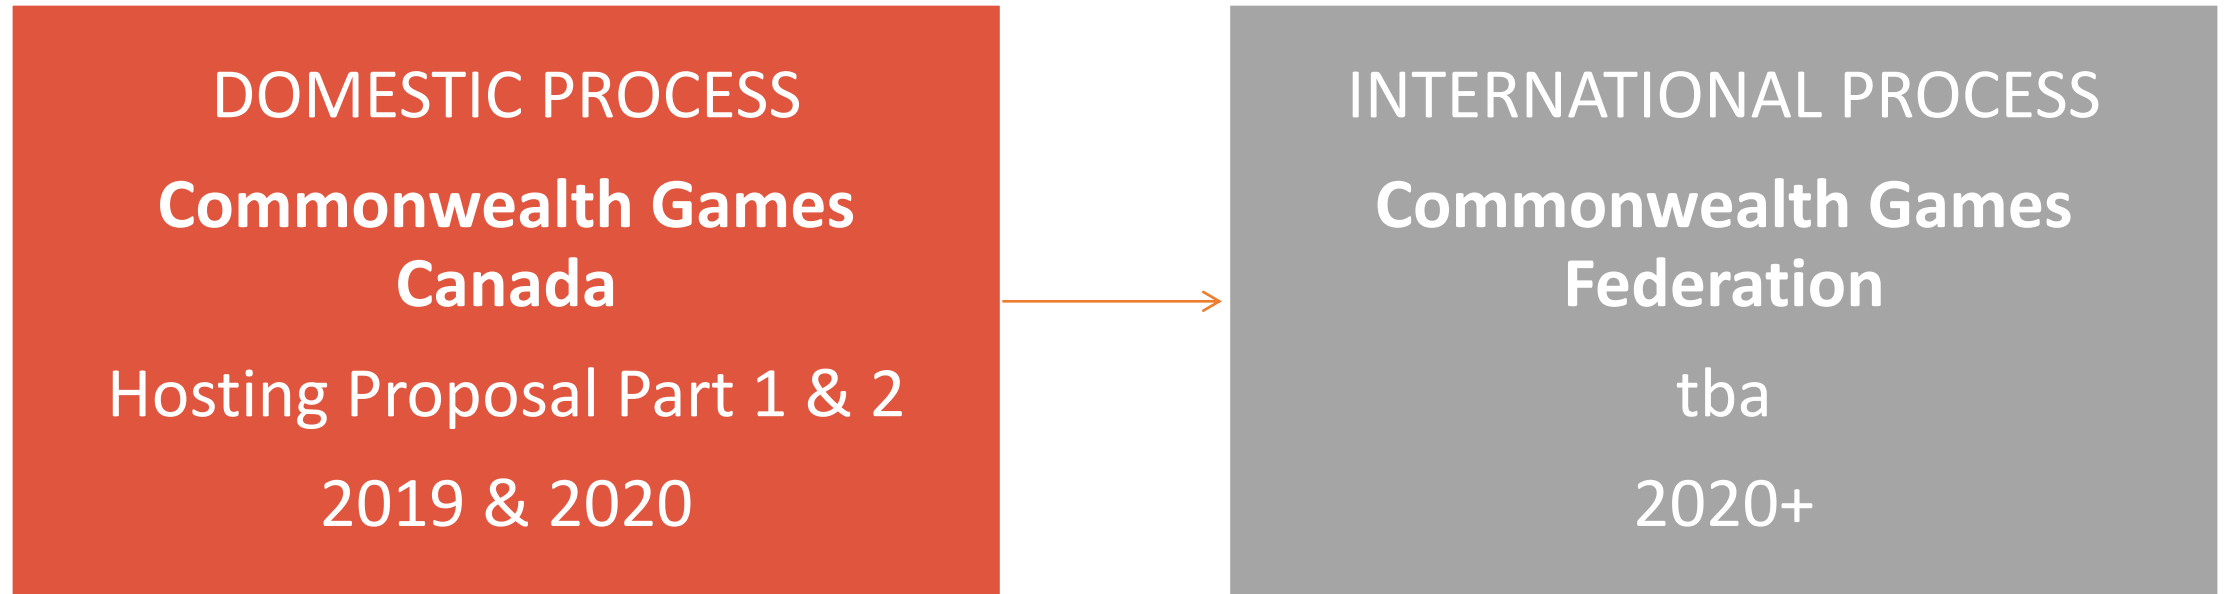 DOMESTIC PROCESS
Commonwealth Games
Canada
Hosting Proposal Part 1 & 2
2019 & 2020
INTERNATIONAL PROCESS
Commonwealth Games
Federation
tba
2020+